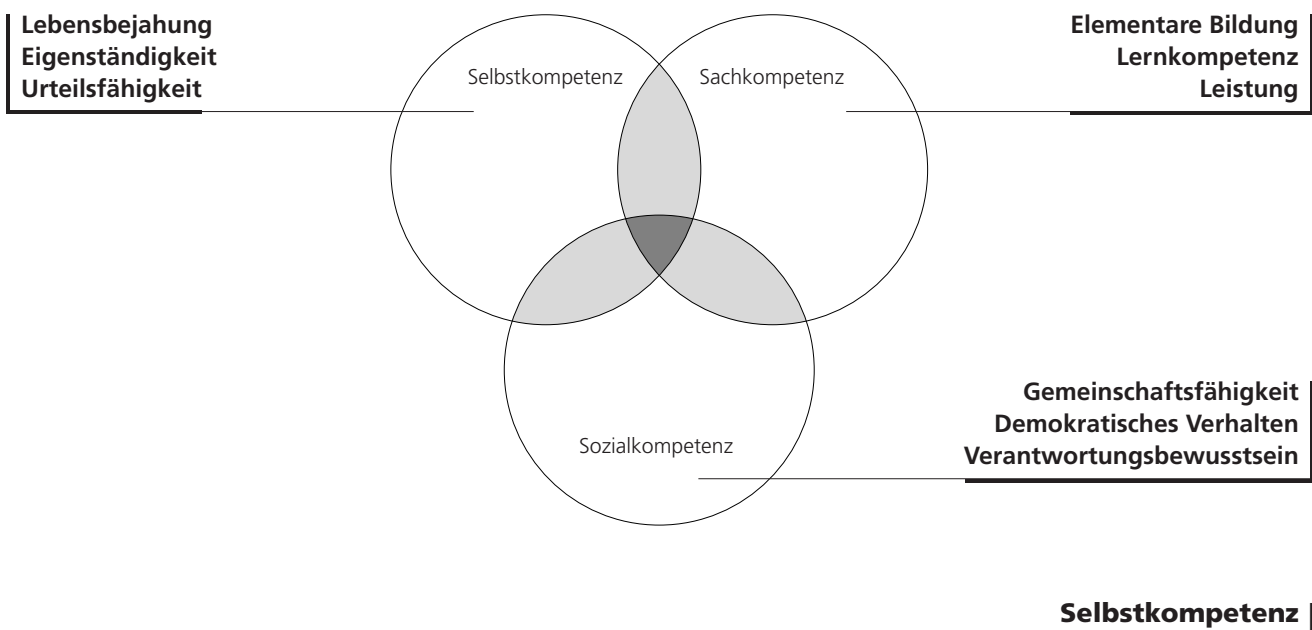 Lebensbejahung
Eigenständigkeit
Urteilsfähigkeit
Selbstkompetenz
Sachkompetenz
Elementare Bildung
Lernkompetenz
Leistung
Gemeinschaftsfähigkeit
Demokratisches Verhalten
Verantwortungsbewusstsein
Sozialkompetenz
Selbstkompetenz